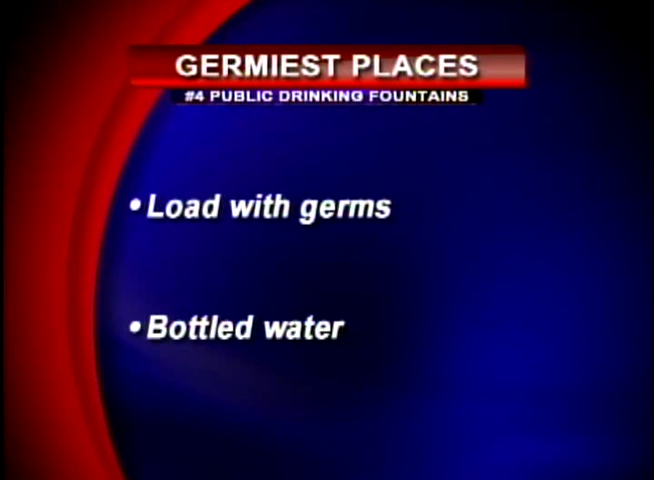 GERMIEST PLACES
#4 PUBLIC DRINKING FOUNTAINS
• Load with germs
• Bottled water